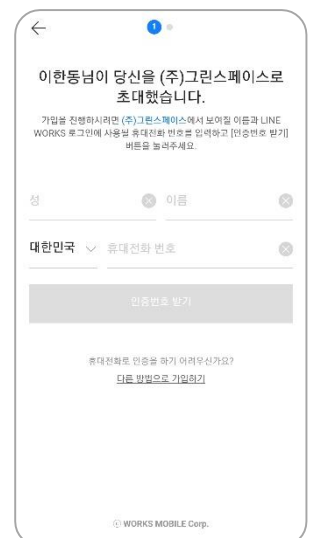 1
이한동님이 당신을 (주)그린스페이스로
초대했습니다.
가입을 진행하시려면 (주)그린스페이스에서 보여질 이름과 LINE
WORKS 로그인에 사용될 휴대전화 번호를 입력하고 [인증번호 받기]
버튼을 눌러주세요.
성 이름
대한민국 휴대전화 번호
인증번호 받기
휴대전화로 인증을 하기 어려우신가요?
다른 방법으로 가입하기
WORKS MOBILE Corp.